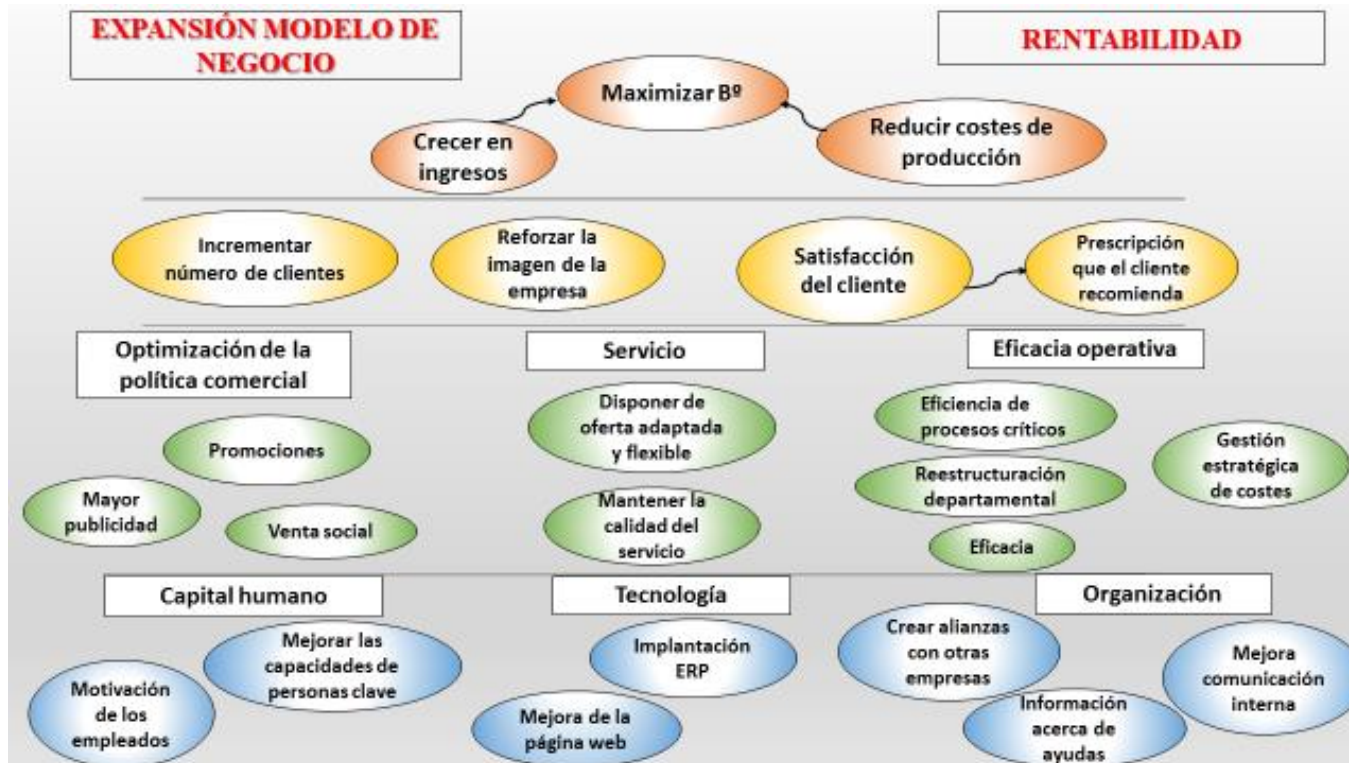 EXPANSIÓN MODELO DE
NEGOCIO
RENTABILIDAD
Maximizar Bº
Crecer en
ingresos
Reducir costes de
producción
Incrementar
número de clientes
Reforzar la
imagen de la
empresa
Satisfacción
del cliente
Prescripción
que el cliente
recomienda
Optimización de la
política comercial
Servicio
Eficacia operativa
Promociones
Mayor
publicidad
Venta social
Disponer de
oferta adaptada
y flexible
Mantener la
calidad del
servicio
Eficiencia de
procesos críticos
Reestructuración
departamental
Eficacia
Gestión
estratégica
de costes
Capital humano
Tecnología
Organización
Mejorar las
capacidades de
personas clave
Motivación
de los
empleados
Implantación
ERP
Mejora de la
página web
Crear alianzas
con otras
empresas
Información
acerca de
ayudas
Mejora
comunicación
interna